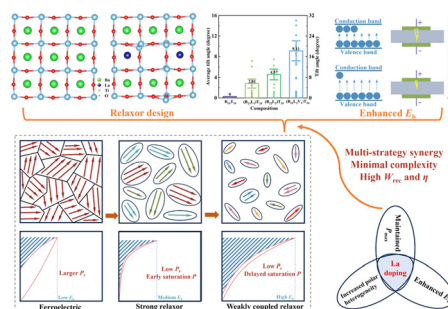 Ba
La
Ti
O
Average tilt angle (degree)
Tilt angle (degree)
Composition
Conduction band
Valence band
Conduction band
Valence band
Relaxor design
Enhanced Eb
Multi-strategy synergy
Minimal complexity
High Wrec and η
Larger Pr
Low Eb
Low Pr
Early saturation P
Medium Eb
Low Pr
Delayed saturation P
High Eb
Ferroelectric
Strong relaxor
Weakly coupled relaxor
Maintained
Pmax
La
doping
Increased polar
heterogeneity
Enhanced